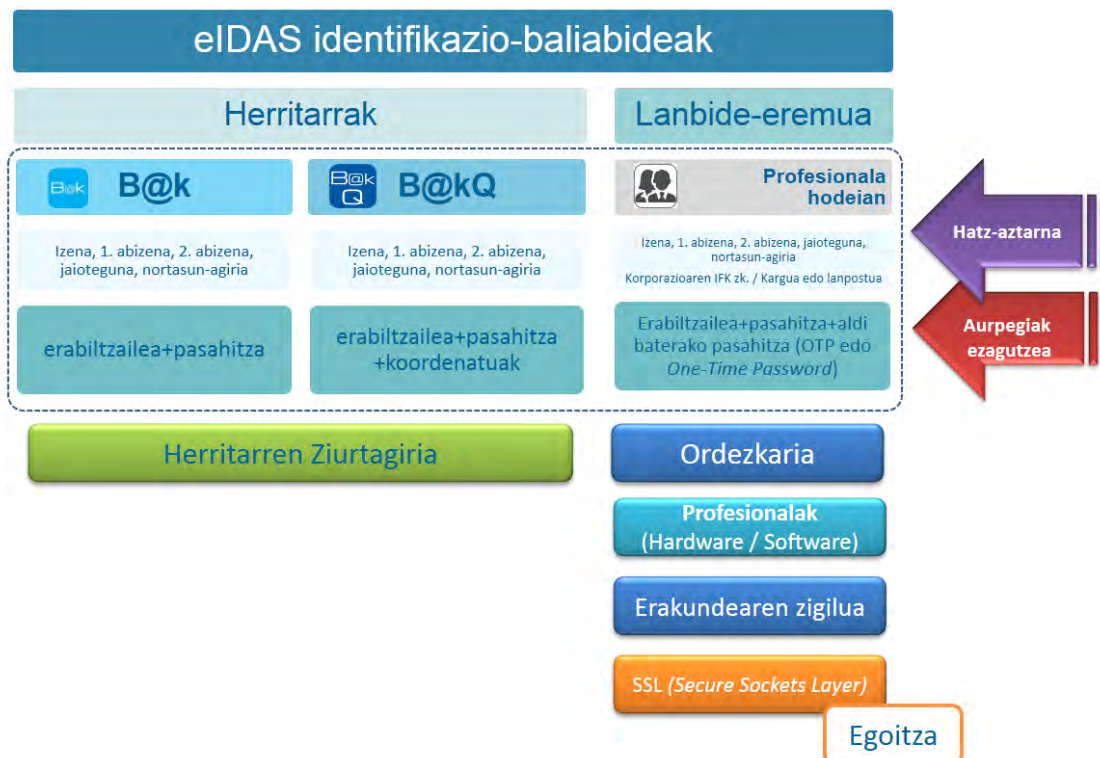 eIDAS identifikazio-baliabideak
Herritarrak
Lanbide-eremua
B@k
B@k
B@k
Q
B@kQ
Profesionala
hodeian
Izena, 1. abizena, 2. abizena,
jaioteguna, nortasun-agiria
Izena, 1. abizena, 2. abizena,
jaioteguna, nortasun-agiria
Izena, 1. abizena, 2. abizena, jaioteguna,
nortasun-agiria
Korporazioaren IFK zk. / Kargua edo lanpostua
erabiltzailea+pasahitza
erabiltzailea+pasahitza
+koordenatuak
Erabiltzailea+pasahitza+aldi
baterako pasahitza (OTP edo
One-Time Password)
Hatz-aztarna
Aurpegiak
ezagutzea
Herritarren Ziurtagiria
Ordezkaria
Profesionalak
(Hardware / Software)
Erakundearen zigilua
SSL (Secure Sockets Layer)
Egoitza